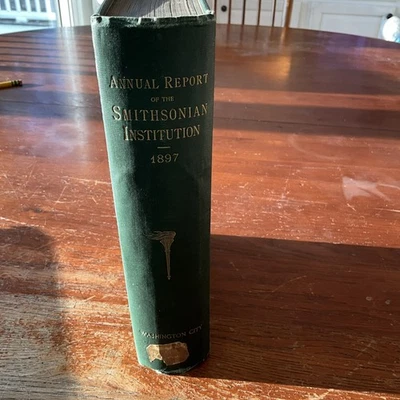 ANNUAL REPORT
OF THE
SMITHSONIAN
INSTITUTION
1897
WASHINGTON CITY